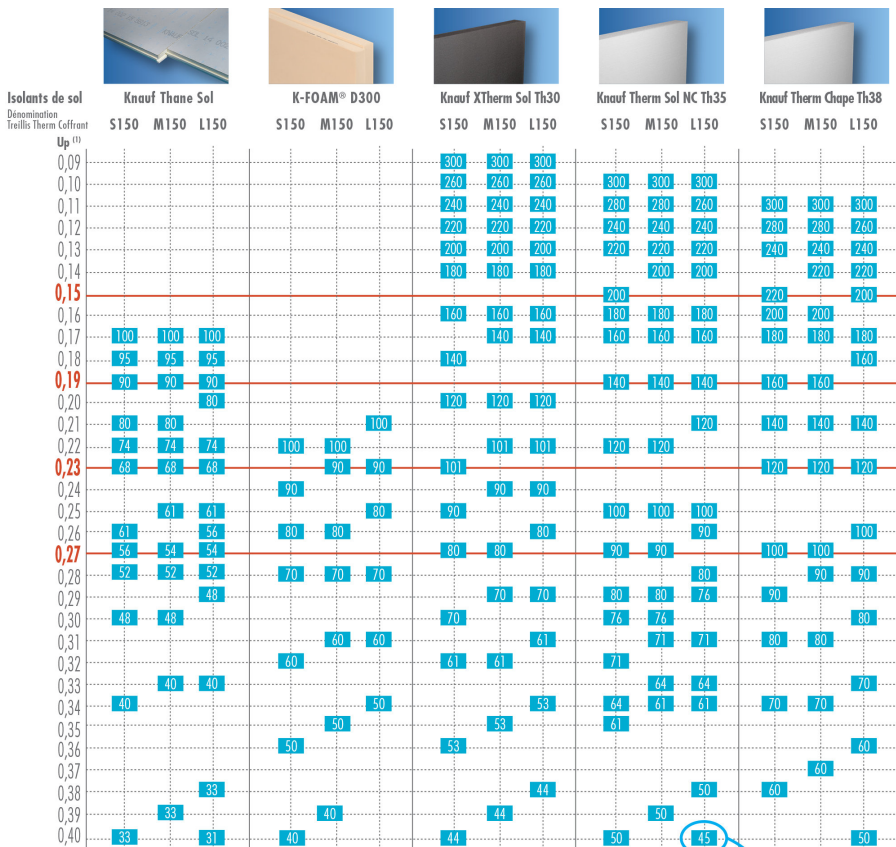 Isolants de sol Knauf Thane Sol K-FOAM® D300 Knauf XTherm Sol Th30 Knauf Therm Sol NC Th35 Knauf Therm Chape Th38
Dénomination
Treillis Therm Coffrant S150 M150 L150 S150 M150 L150 S150 M150 L150 S150 M150 L150 S150 M150 L150
Up (1)
0,09 300 300 300
0,10 260 260 260 300 300 300
0,11 240 240 240 280 280 260 300 300 300
0,12 220 220 220 240 240 240 280 280 260
0,13 200 200 200 220 220 220 240 240 240
0,14 180 180 180 200 200 220 220
0,15 200 220 200
0,16 160 160 160 180 180 180 200 200
0,17 100 100 100 140 140 160 160 160 180 180 180
0,18 95 95 95 140 160
0,19 90 90 90 140 140 140 160 160
0,20 80 120 120 120
0,21 80 80 100 120 140 140 140
0,22 74 74 74 100 100 101 101 120 120
0,23 68 68 68 90 90 101 120 120 120
0,24 90 90 90
0,25 61 61 80 90 100 100 100
0,26 61 56 80 80 80 90 100
0,27 56 54 54 80 80 90 90 100 100
0,28 52 52 52 70 70 70 80 90 90
0,29 48 70 70 80 80 76 90
0,30 48 48 70 76 76 80
0,31 60 60 61 71 71 80 80
0,32 60 61 61 71
0,33 40 40 64 64 70
0,34 40 50 53 64 61 61 70 70
0,35 50 53 61
0,36 50 53 60
0,37 60
0,38 33 44 50 60
0,39 33 40 44 50
0,40 33 31 40 44 50 45 50